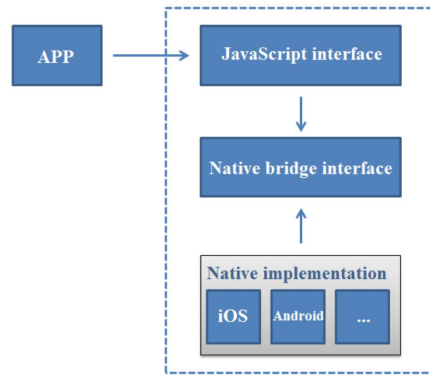 APP
JavaScript interface
Native bridge interface
Native implementation
iOS
Android
...